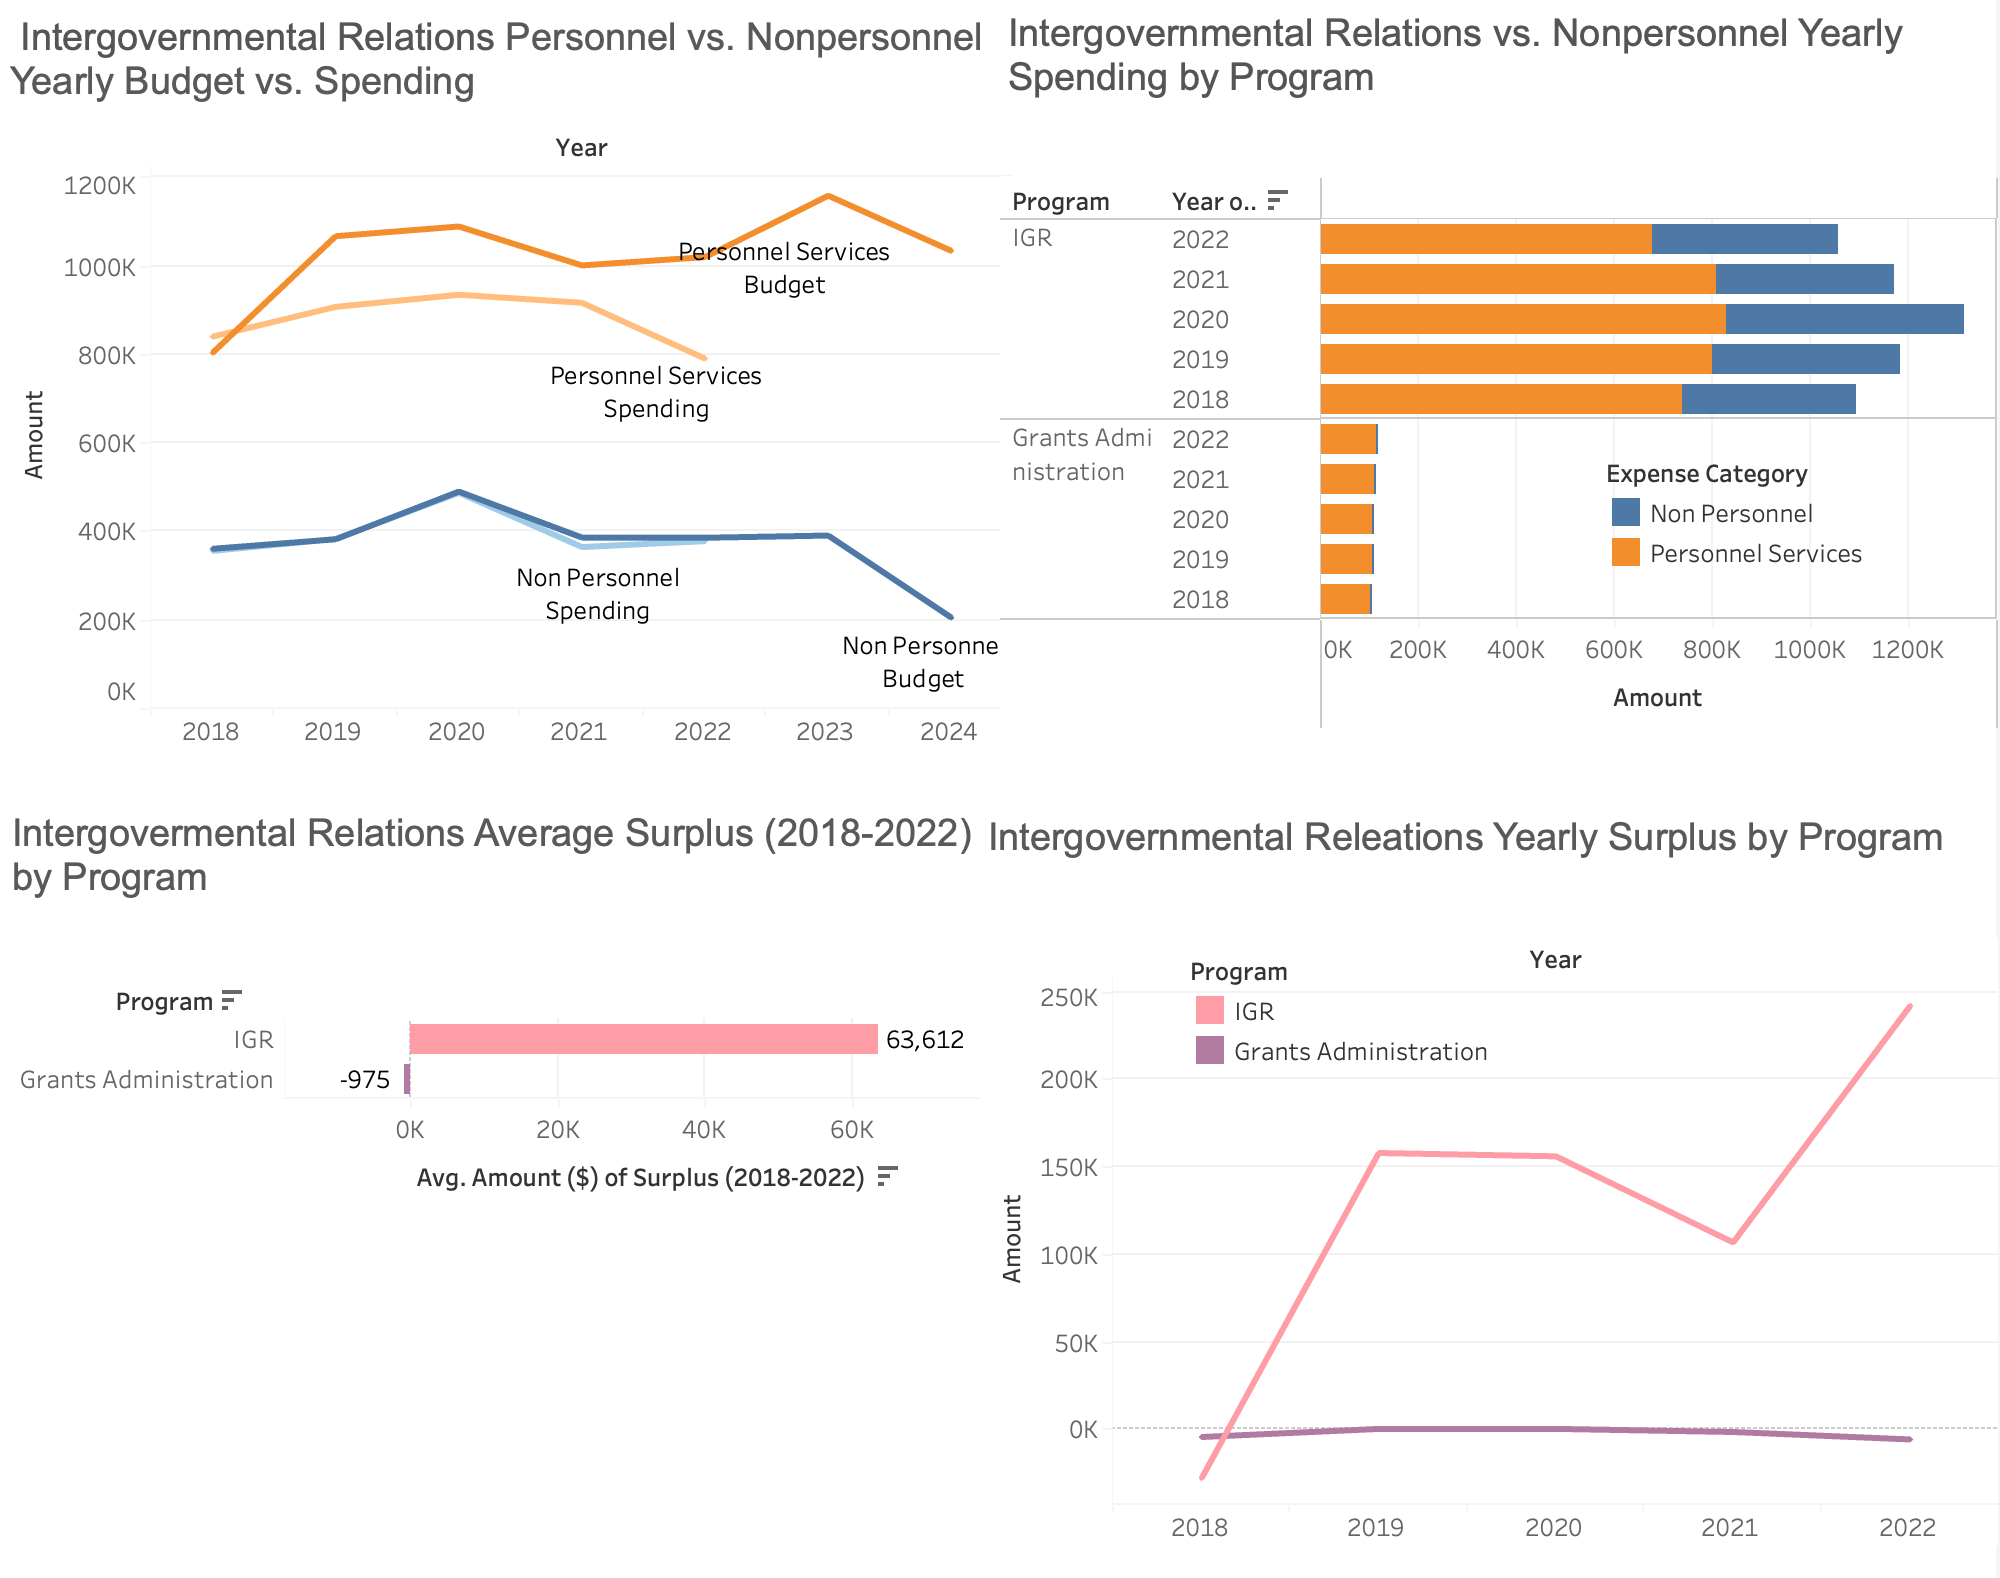 Intergovernmental Relations Personnel vs. Nonpersonnel
Yearly Budget vs. Spending
Year
1200K
1000K
800K
600K
400K
200K
0K
Amount
Personnel Services
Budget
Personnel Services
Spending
Non Personnel
Spending
Non Personne
Budget
2018 2019 2020 2021 2022 2023 2024
Intergovernmental Relations vs. Nonpersonnel Yearly
Spending by Program
Program Year o..
IGR 2022
2021
2020
2019
2018
Grants Admi 2022
nistration 2021
2020
2019
2018
Expense Category
Non Personnel
Personnel Services
0K 200K 400K 600K 800K 1000K 1200K
Amount
Intergovermental Relations Average Surplus (2018-2022)
by Program
Program
IGR 63,612
Grants Administration -975
0K 20K 40K 60K
Avg. Amount ($) of Surplus (2018-2022)
Intergovernmental Releations Yearly Surplus by Program
Year
Program
IGR
Grants Administration
250K
200K
150K
100K
50K
0K
Amount
2018 2019 2020 2021 2022